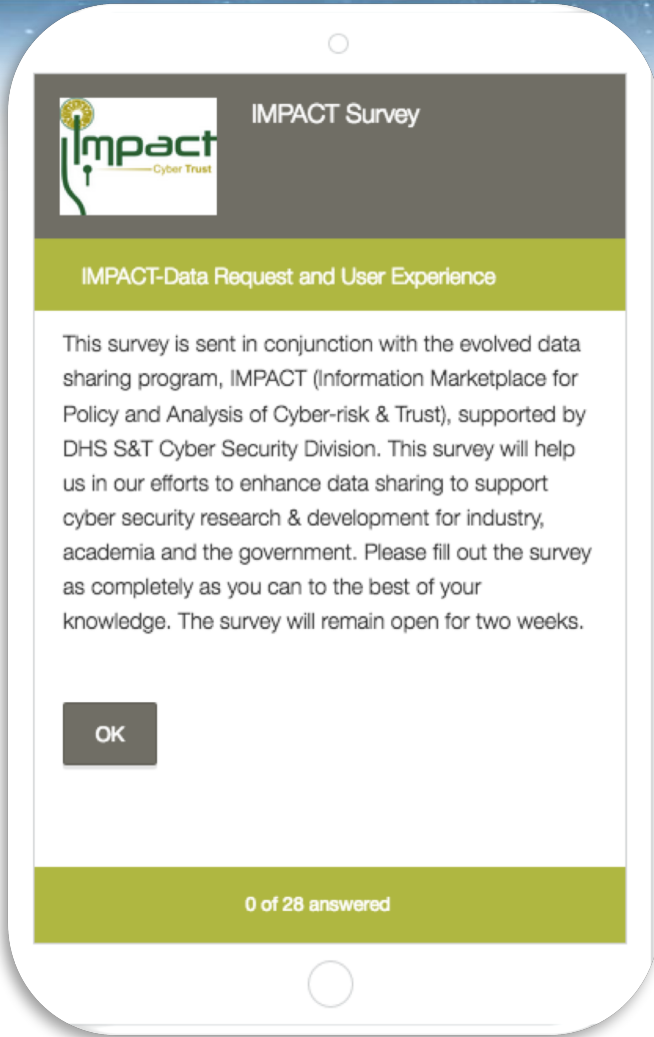 Impact
Cyber Trust
IMPACT Survey
IMPACT-Data Request and User Experience
This survey is sent in conjunction with the evolved data
sharing program, IMPACT (Information Marketplace for
Policy and Analysis of Cyber-risk & Trust), supported by
DHS S&T Cyber Security Division. This survey will help
us in our efforts to enhance data sharing to support
cyber security research & development for industry,
academia and the government. Please fill out the survey
as completely as you can to the best of your
knowledge. The survey will remain open for two weeks.
OK
0 of 28 answered